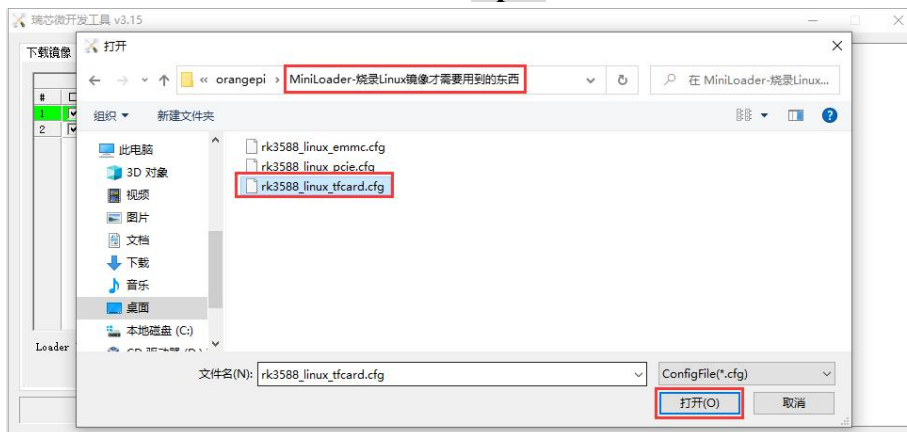 瑞芯微开发工具 v3.15
下载镜像
打开
« orangepi › MiniLoader-烧录Linux镜像才需要用到的东西
在 MiniLoader-烧录Linux...
组织
新建文件夹
#
1
2
此电脑
3D 对象
视频
图片
文档
下载
音乐
桌面
本地磁盘 (C:)
rk3588_linux_emmc.cfg
rk3588_linux_pcie.cfg
rk3588_linux_tfcard.cfg
Loader
文件名(N):
rk3588_linux_tfcard.cfg
ConfigFile(*.cfg)
打开(O)
取消